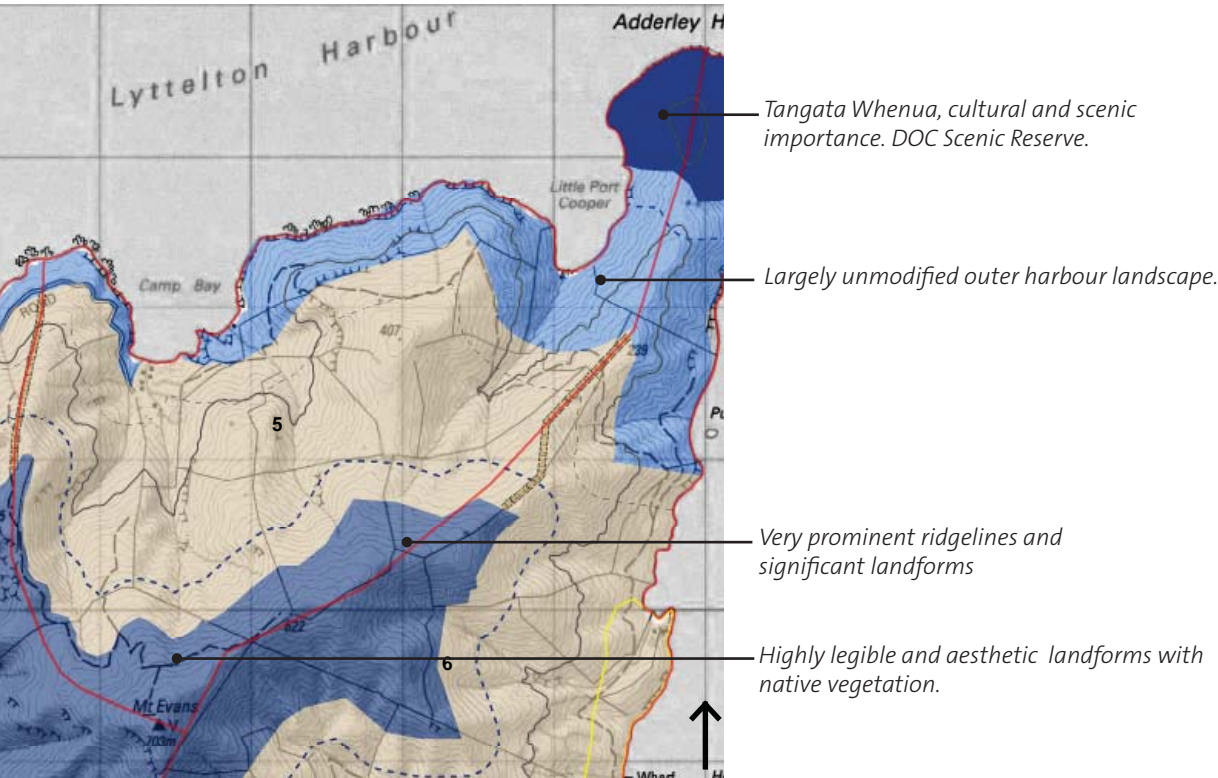 Adderley H
Lyttelton Harbour
Tangata Whenua, cultural and scenic
importance. DOC Scenic Reserve.
Little Port
Cooper
Largely unmodified outer harbour landscape.
Camp Bay
ROAD
407
239
5
Very prominent ridgelines and
significant landforms
622
6
Highly legible and aesthetic landforms with
native vegetation.
Mt Evans
703m
Wharf